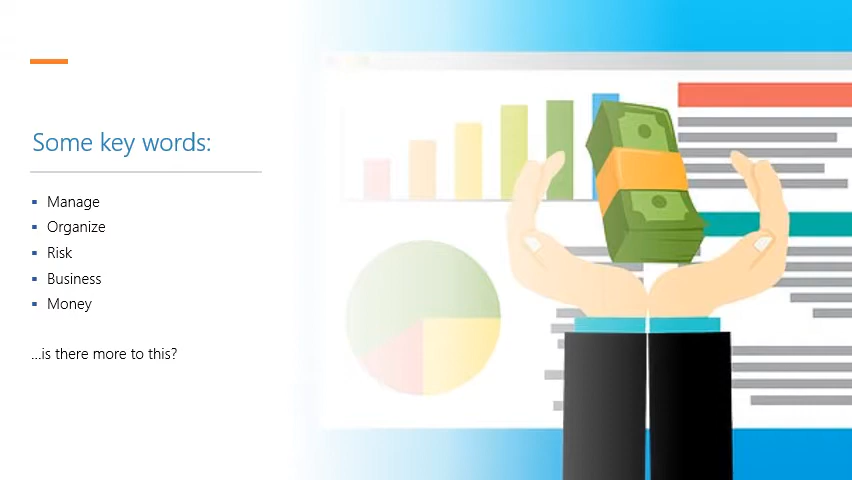 Some key words:
Manage
Organize
Risk
Business
Money
...is there more to this?